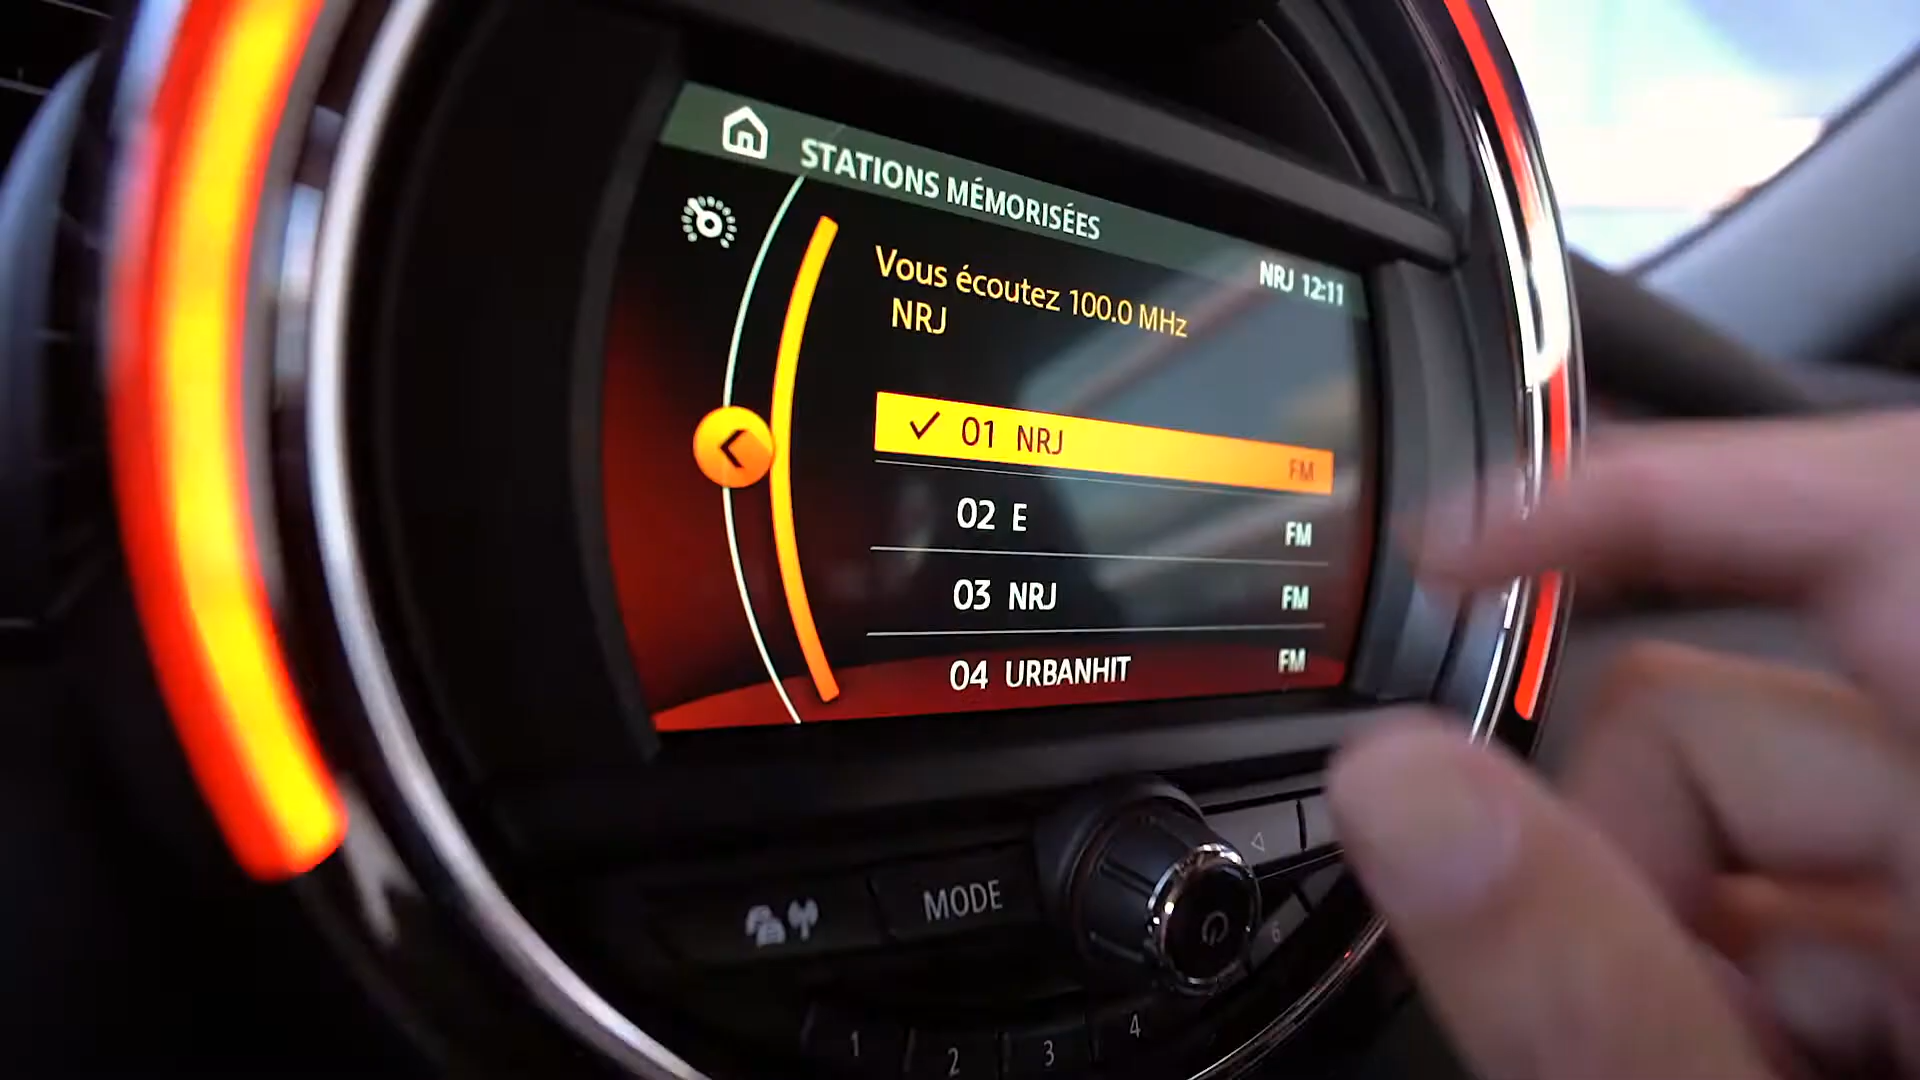 STATIONS MÉMORISÉES
NRJ 12:11
Vous écoutez 100.0 MHz
NRJ
✓ 01 NRJ FM
02 E FM
03 NRJ FM
04 URBANHIT FM
MODE
6
1 2 3 4